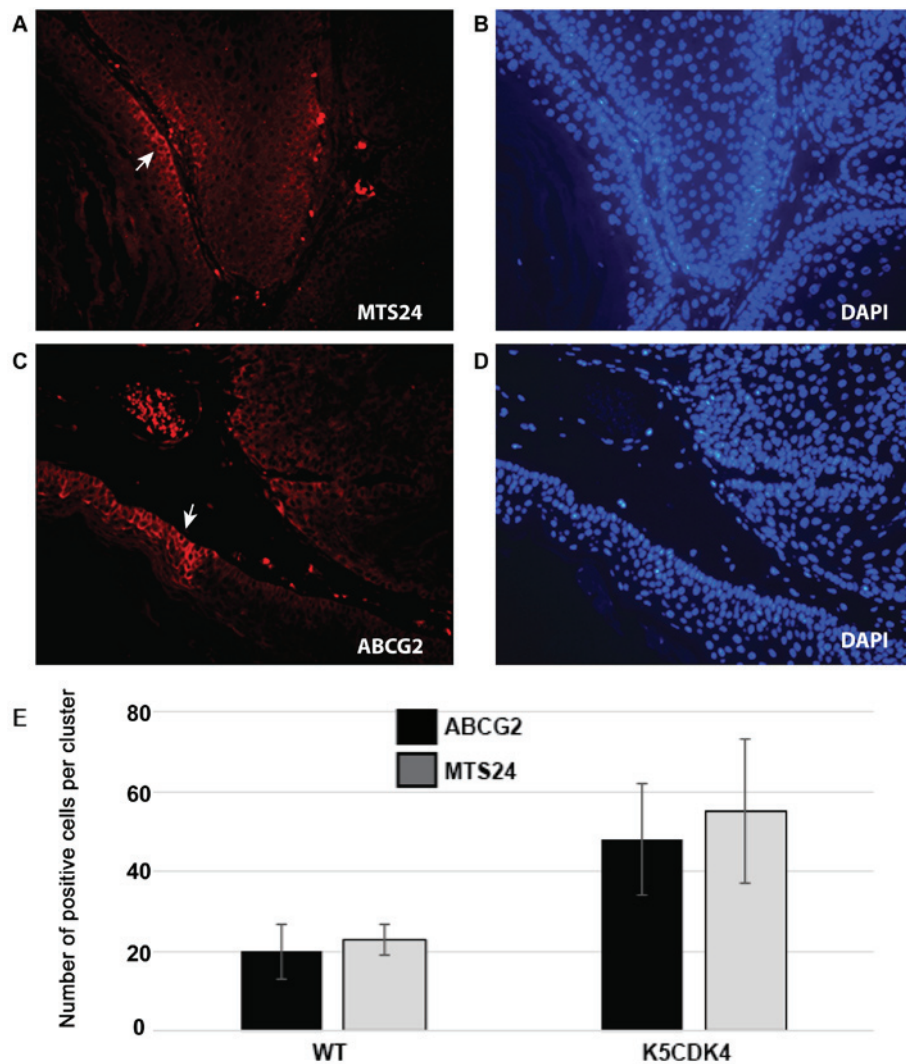 A
B
MTS24
DAPI
C
D
ABCG2
DAPI
E
Number of positive cells per cluster
80
60
40
20
0
ABCG2
MTS24
WT
K5CDK4